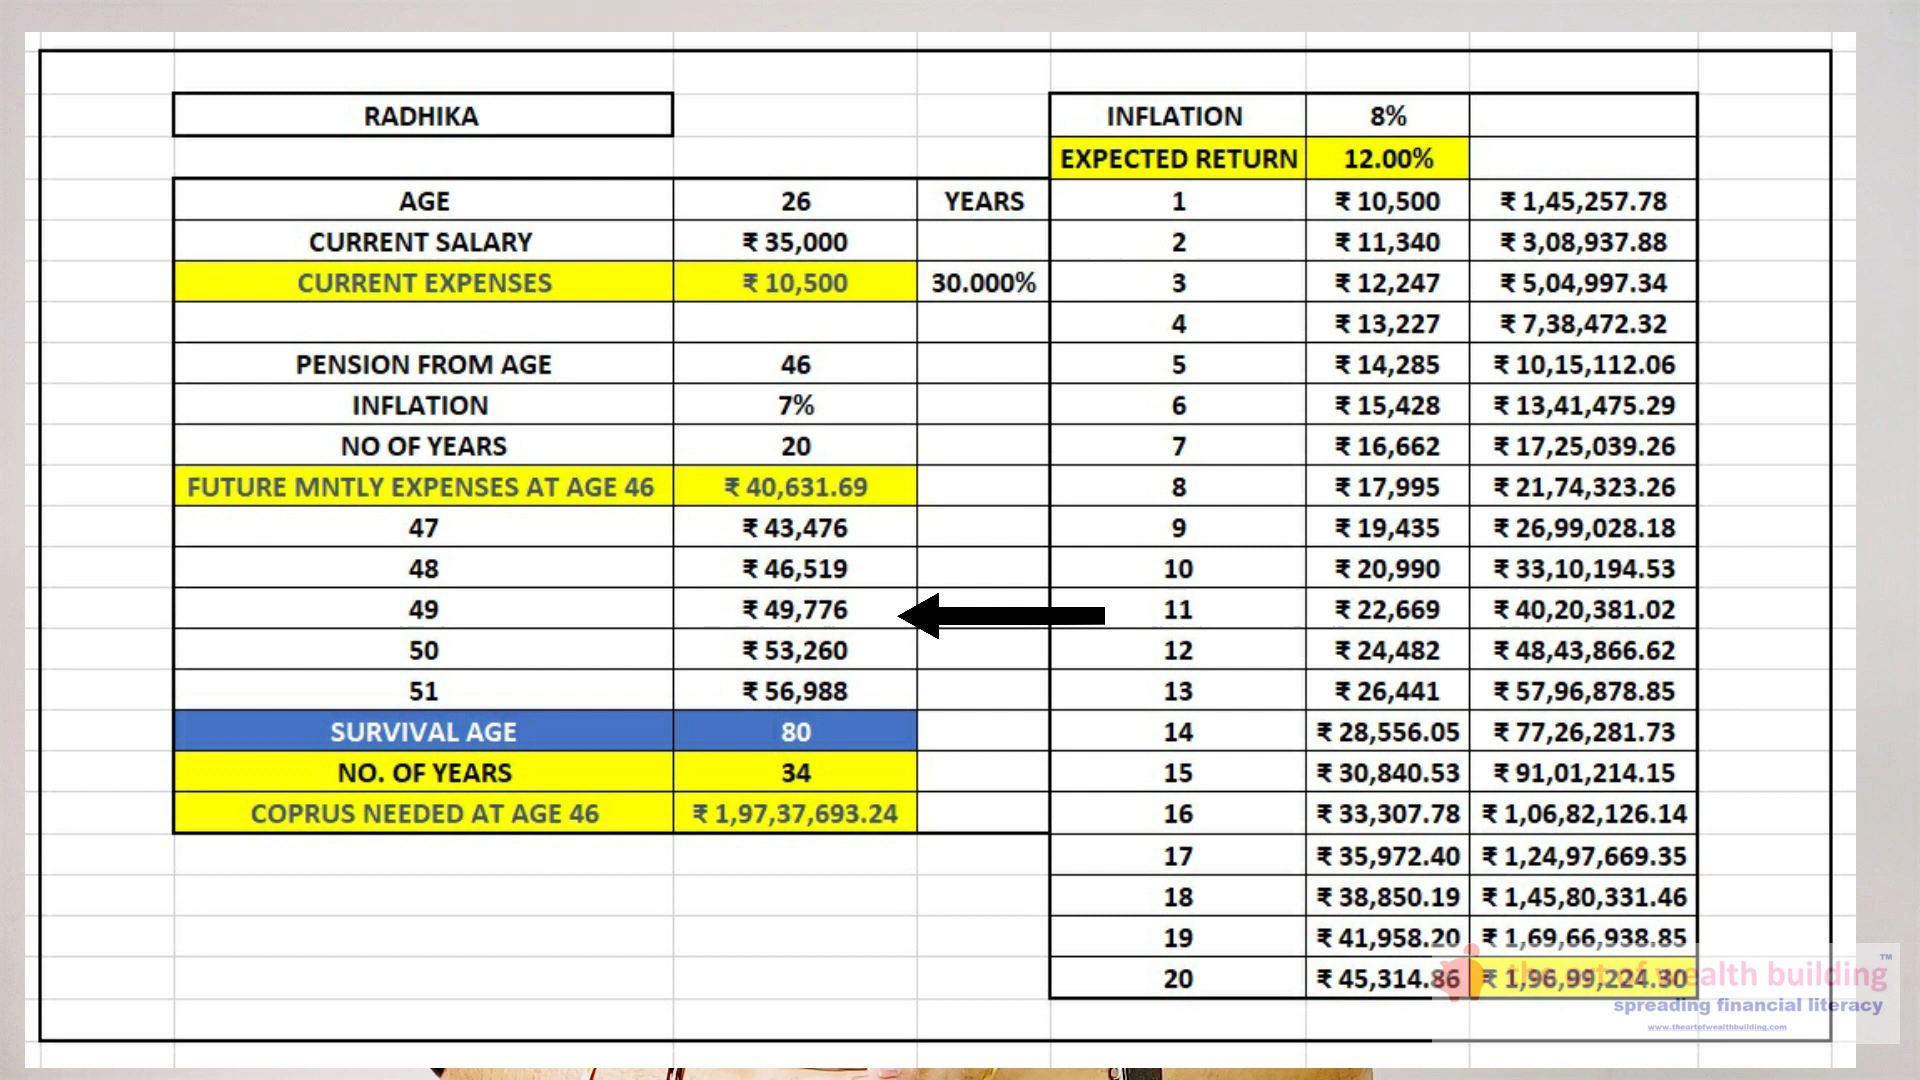 RADHIKA
AGE 26 YEARS
CURRENT SALARY ₹ 35,000
CURRENT EXPENSES ₹ 10,500 30.000%
PENSION FROM AGE 46
INFLATION 7%
NO OF YEARS 20
FUTURE MNTLY EXPENSES AT AGE 46 ₹ 40,631.69
47 ₹ 43,476
48 ₹ 46,519
49 ₹ 49,776
50 ₹ 53,260
51 ₹ 56,988
SURVIVAL AGE 80
NO. OF YEARS 34
COPRUS NEEDED AT AGE 46 ₹ 1,97,37,693.24
INFLATION 8%
EXPECTED RETURN 12.00%
1 ₹ 10,500 ₹ 1,45,257.78
2 ₹ 11,340 ₹ 3,08,937.88
3 ₹ 12,247 ₹ 5,04,997.34
4 ₹ 13,227 ₹ 7,38,472.32
5 ₹ 14,285 ₹ 10,15,112.06
6 ₹ 15,428 ₹ 13,41,475.29
7 ₹ 16,662 ₹ 17,25,039.26
8 ₹ 17,995 ₹ 21,74,323.26
9 ₹ 19,435 ₹ 26,99,028.18
10 ₹ 20,990 ₹ 33,10,194.53
11 ₹ 22,669 ₹ 40,20,381.02
12 ₹ 24,482 ₹ 48,43,866.62
13 ₹ 26,441 ₹ 57,96,878.85
14 ₹ 28,556.05 ₹ 77,26,281.73
15 ₹ 30,840.53 ₹ 91,01,214.15
16 ₹ 33,307.78 ₹ 1,06,82,126.14
17 ₹ 35,972.40 ₹ 1,24,97,669.35
18 ₹ 38,850.19 ₹ 1,45,80,331.46
19 ₹ 41,958.20 ₹ 1,69,66,938.85
20 ₹ 45,314.86 ₹ 1,96,99,224.30
the art of wealth building ™
spreading financial literacy
www.theartofwealthbuilding.com